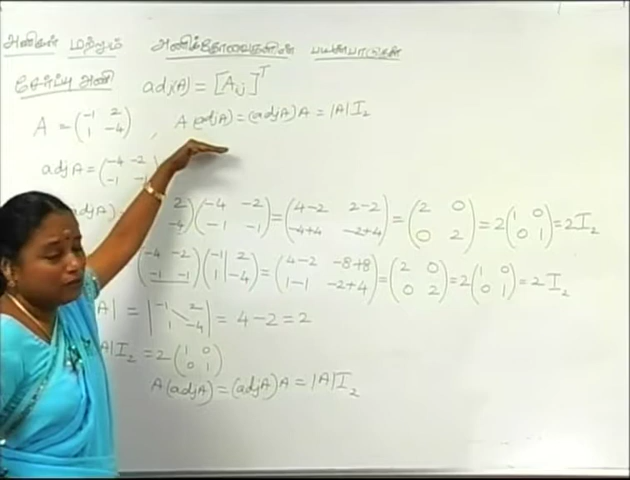 அணிகள் மற்றும் அணிக்கோவைகளின் பயன்பாடுகள்
சேர்ப்பு அணி adj(A) = [Aᵢⱼ]ᵀ
A = (-1 2; 1 -4), A(adjA) = (adjA)A = |A|I₂
adjA = (-4 -2; -1 -1)
adjA) = 2; -4)(-4 -2; -1 -1) = (4-2 2-2; -4+4 -2+4) = (2 0; 0 2) = 2(1 0; 0 1) = 2I₂
(-4 -2; -1 -1)(-1 2; 1 -4) = (4-2 -8+8; 1-1 -2+4) = (2 0; 0 2) = 2(1 0; 0 1) = 2I₂
A| = |-1 2; 1 -4| = 4-2 = 2
A|I₂ = 2(1 0; 0 1)
A(adjA) = (adjA)A = |A|I₂